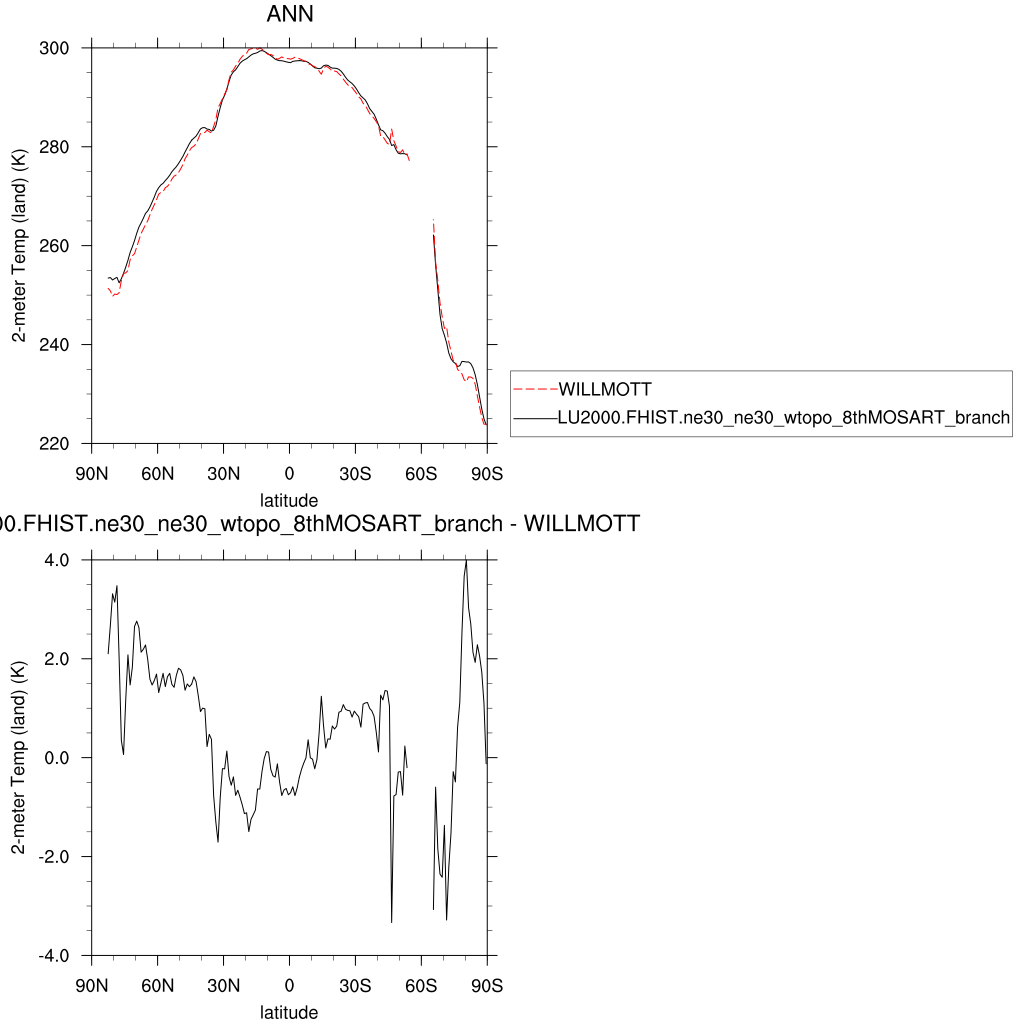 ANN
300
280
260
240
220
2-meter Temp (land) (K)
90N 60N 30N 0 30S 60S 90S
latitude
WILLMOTT
LU2000.FHIST.ne30_ne30_wtopo_8thMOSART_branch
00.FHIST.ne30_ne30_wtopo_8thMOSART_branch - WILLMOTT
4.0
2.0
0.0
-2.0
-4.0
2-meter Temp (land) (K)
90N 60N 30N 0 30S 60S 90S
latitude